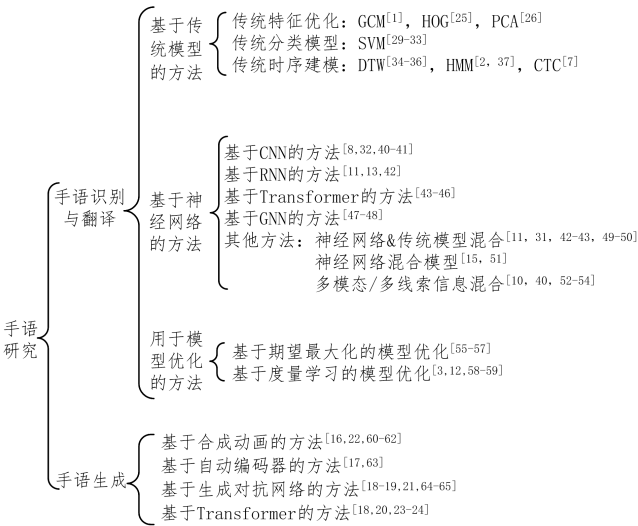 手语
研究
手语识别
与翻译
基于传
统模型
的方法
传统特征优化：GCM[1]，HOG[25]，PCA[26]
传统分类模型：SVM[29-33]
传统时序建模：DTW[34-36]，HMM[2，37]，CTC[7]
基于神
经网络
的方法
基于CNN的方法[8,32,40-41]
基于RNN的方法[11,13,42]
基于Transformer的方法[43-46]
基于GNN的方法[47-48]
其他方法：神经网络&传统模型混合[11，31，42-43，49-50]
神经网络混合模型[15，51]
多模态/多线索信息混合[10，40，52-54]
用于模
型优化
的方法
基于期望最大化的模型优化[55-57]
基于度量学习的模型优化[3,12,58-59]
手语生成
基于合成动画的方法[16,22,60-62]
基于自动编码器的方法[17,63]
基于生成对抗网络的方法[18-19,21,64-65]
基于Transformer的方法[18,20,23-24]